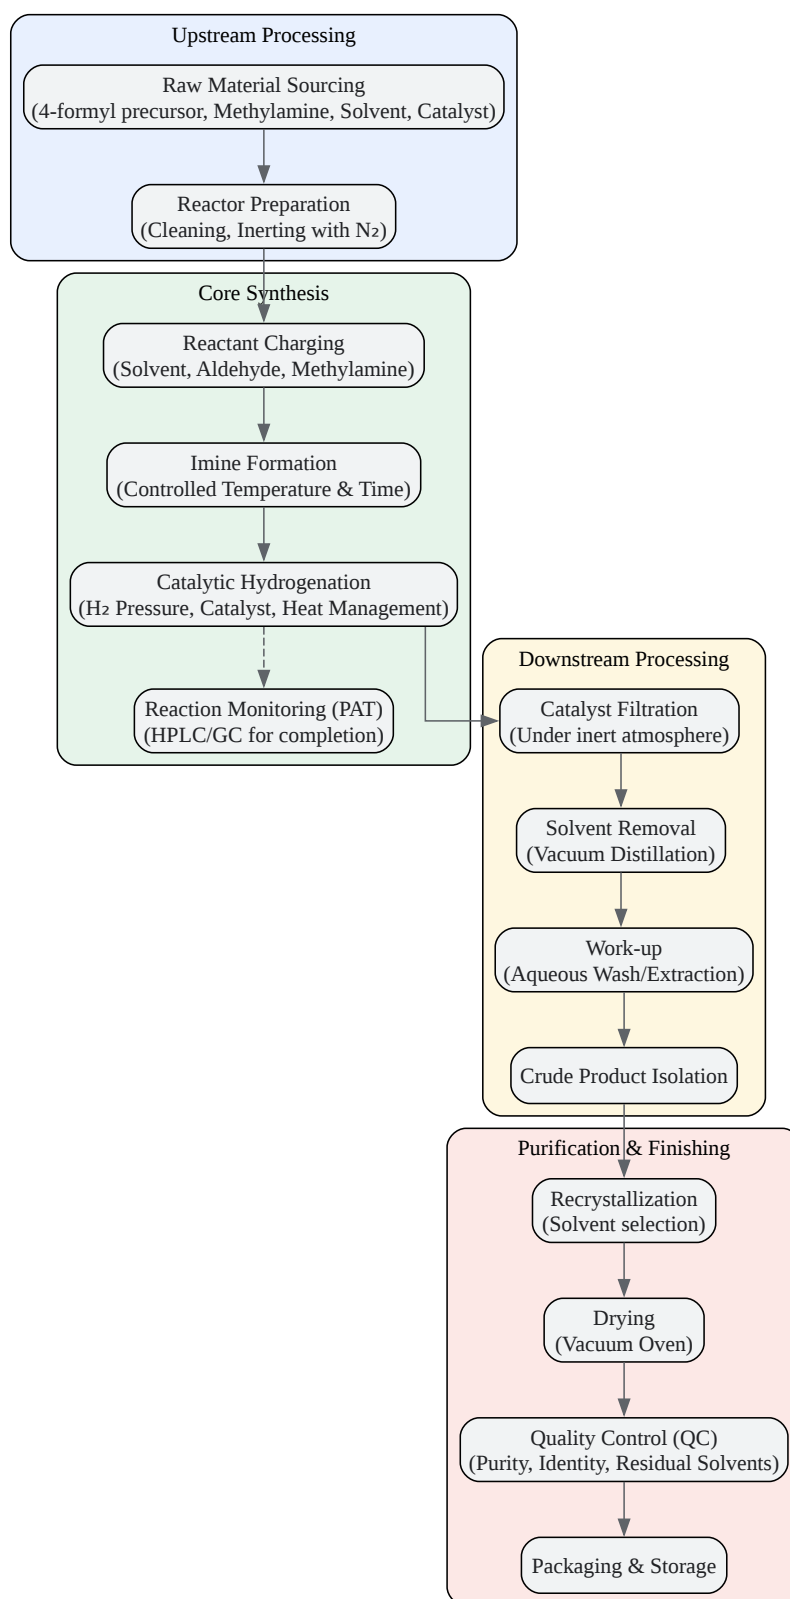 Upstream Processing
Raw Material Sourcing
(4-formyl precursor, Methylamine, Solvent, Catalyst)
Reactor Preparation
(Cleaning, Inerting with N₂)
Core Synthesis
Reactant Charging
(Solvent, Aldehyde, Methylamine)
Imine Formation
(Controlled Temperature & Time)
Catalytic Hydrogenation
(H₂ Pressure, Catalyst, Heat Management)
Reaction Monitoring (PAT)
(HPLC/GC for completion)
Downstream Processing
Catalyst Filtration
(Under inert atmosphere)
Solvent Removal
(Vacuum Distillation)
Work-up
(Aqueous Wash/Extraction)
Crude Product Isolation
Purification & Finishing
Recrystallization
(Solvent selection)
Drying
(Vacuum Oven)
Quality Control (QC)
(Purity, Identity, Residual Solvents)
Packaging & Storage